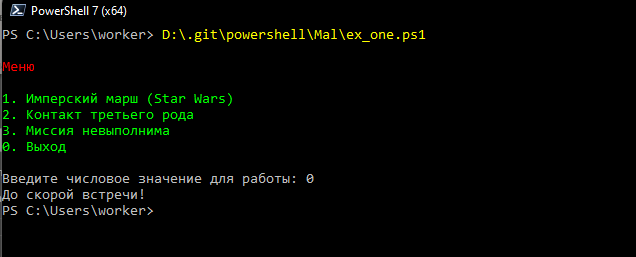 PowerShell 7 (x64)
PS C:\Users\worker> D:\.git\powershell\Mal\ex_one.ps1
Меню
1. Имперский марш (Star Wars)
2. Контакт третьего рода
3. Миссия невыполнима
0. Выход
Введите числовое значение для работы: 0
До скорой встречи!
PS C:\Users\worker>